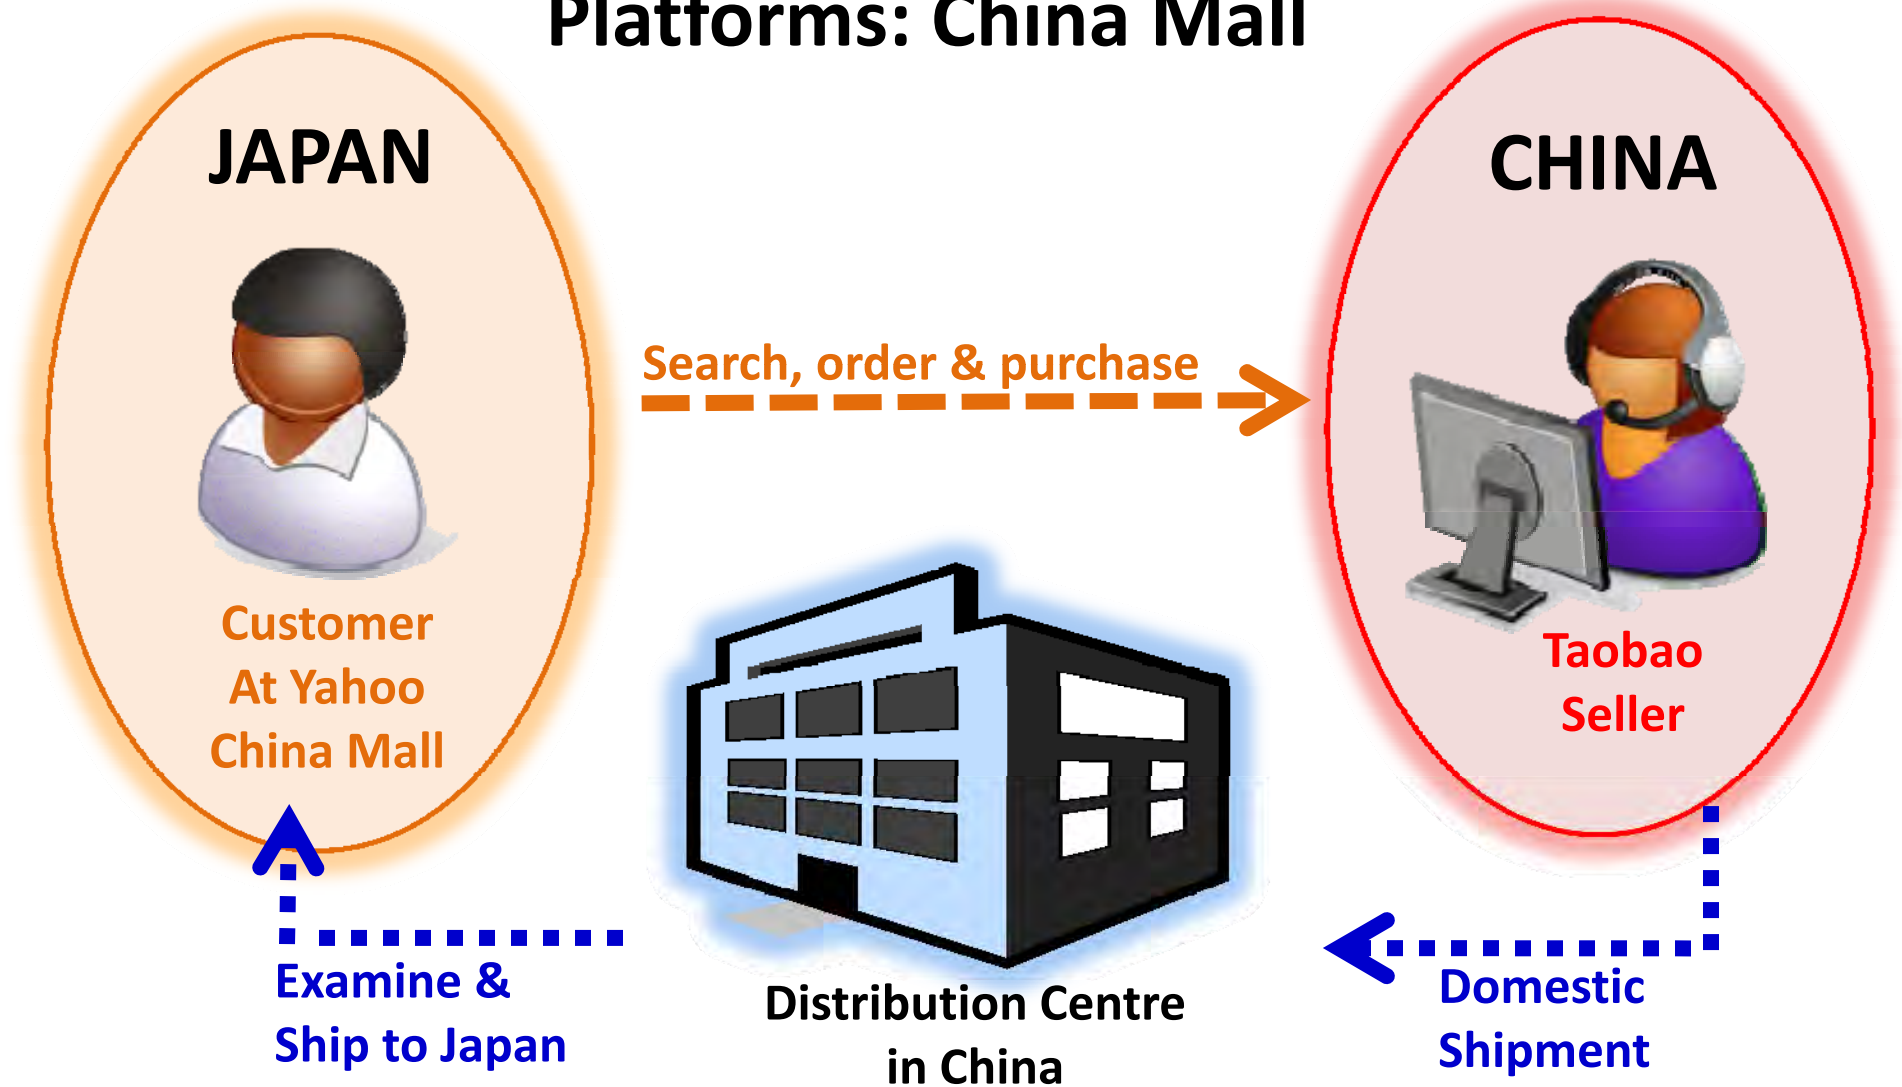 Platforms: China Mall
JAPAN
CHINA
Search, order & purchase
Customer
At Yahoo
China Mall
Taobao
Seller
Examine &
Ship to Japan
Distribution Centre
in China
Domestic
Shipment